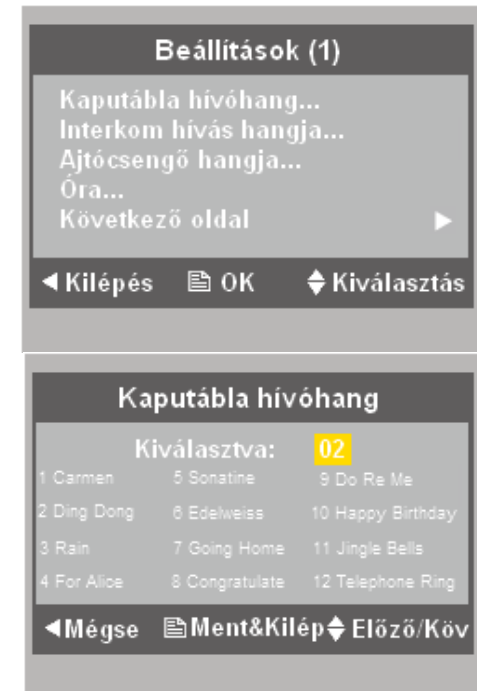 Beállítások (1)
Kaputábla hívóhang...
Interkom hívás hangja...
Ajtócsengő hangja...
Óra...
Következő oldal
Kilépés OK Kiválasztás
Kaputábla hívóhang
Kiválasztva: 02
1 Carmen 5 Sonatine 9 Do Re Me
2 Ding Dong 6 Edelweiss 10 Happy Birthday
3 Rain 7 Going Home 11 Jingle Bells
4 For Alice 8 Congratulate 12 Telephone Ring
Mégse Ment&Kilép Előző/Köv